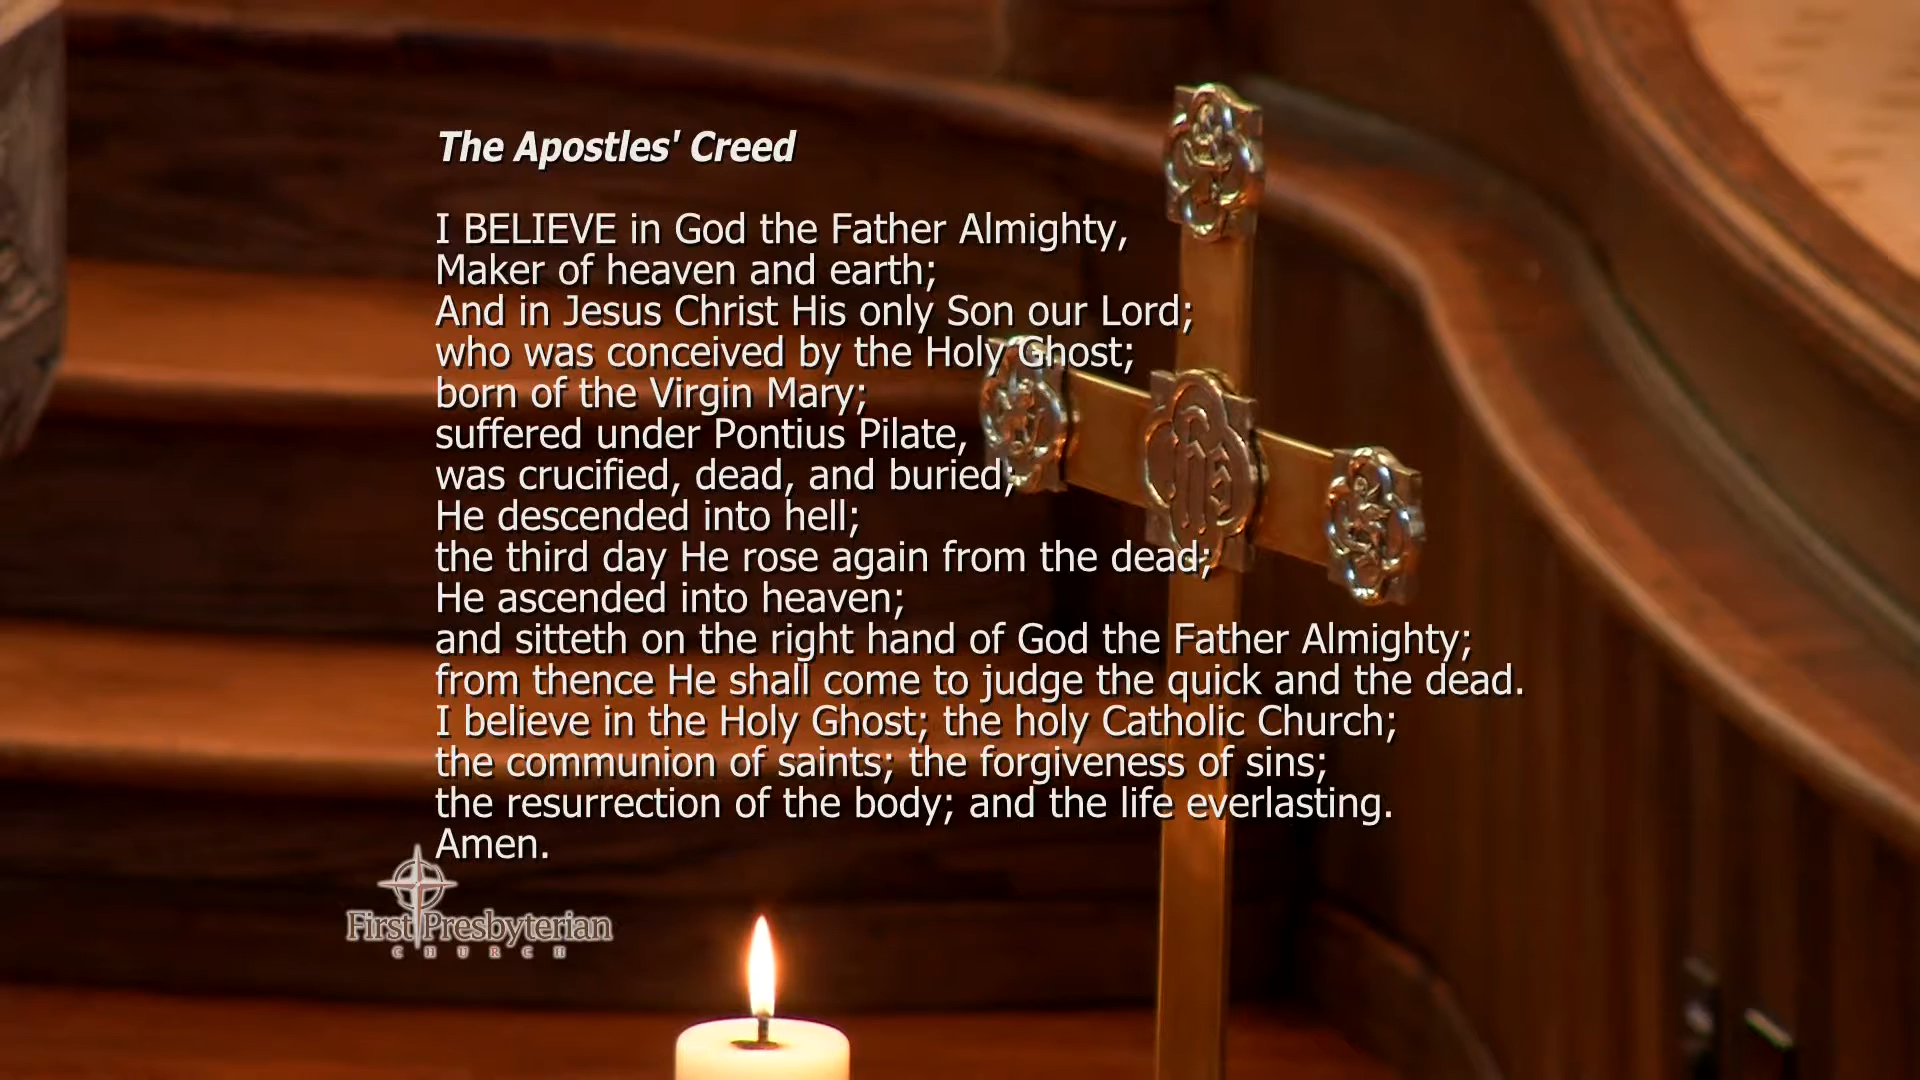 The Apostles' Creed
I BELIEVE in God the Father Almighty,
Maker of heaven and earth;
And in Jesus Christ His only Son our Lord;
who was conceived by the Holy Ghost;
born of the Virgin Mary;
suffered under Pontius Pilate,
was crucified, dead, and buried;
He descended into hell;
the third day He rose again from the dead;
He ascended into heaven;
and sitteth on the right hand of God the Father Almighty;
from thence He shall come to judge the quick and the dead.
I believe in the Holy Ghost; the holy Catholic Church;
the communion of saints; the forgiveness of sins;
the resurrection of the body; and the life everlasting.
Amen.
First Presbyterian
CHURCH